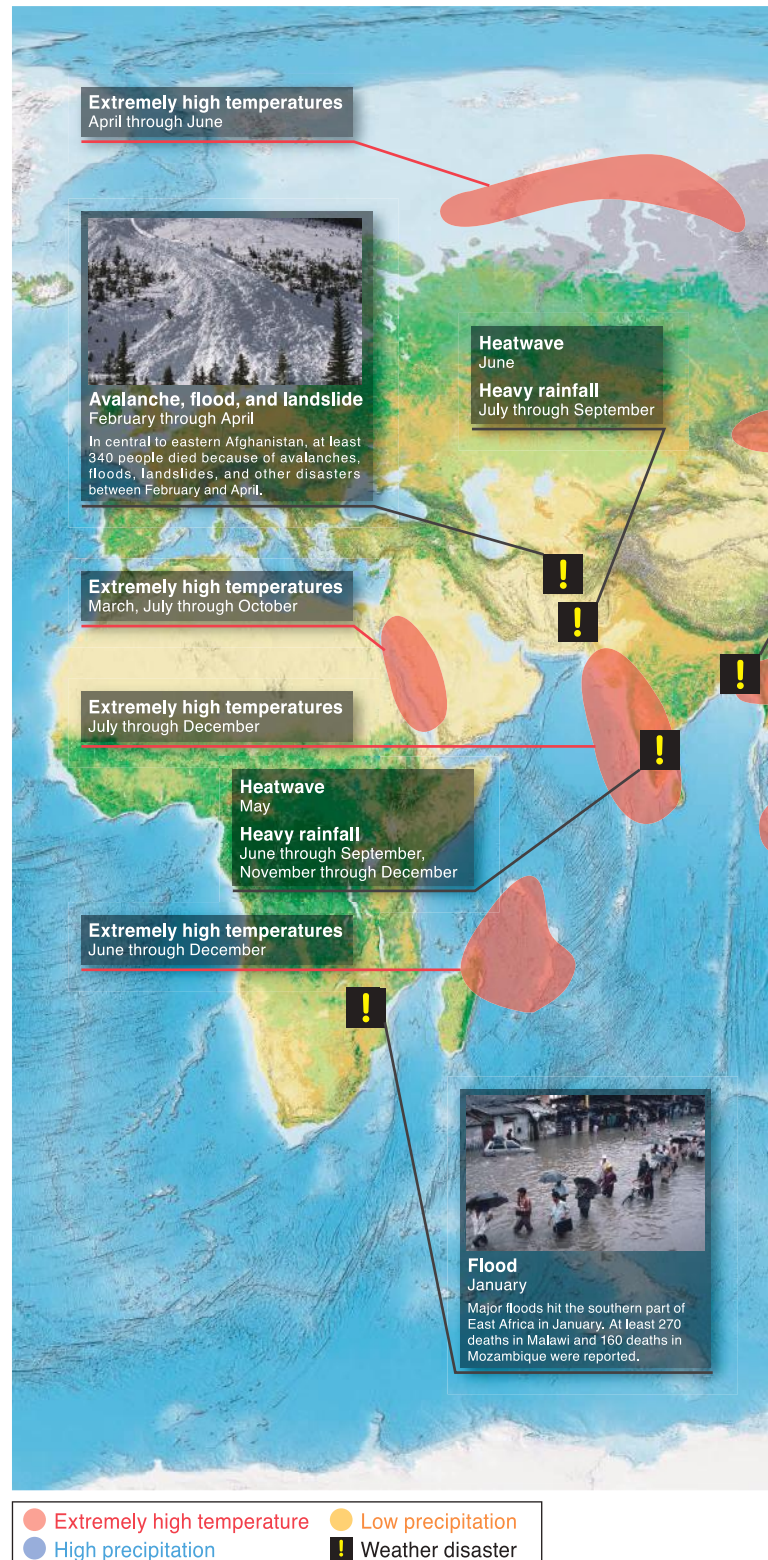 Extremely high temperatures
April through June
Avalanche, flood, and landslide
February through April
In central to eastern Afghanistan, at least
340 people died because of avalanches,
floods, landslides, and other disasters
between February and April.
Heatwave
June
Heavy rainfall
July through September
Extremely high temperatures
March, July through October
Extremely high temperatures
July through December
Heatwave
May
Heavy rainfall
June through September,
November through December
Extremely high temperatures
June through December
Flood
January
Major floods hit the southern part of
East Africa in January. At least 270
deaths in Malawi and 160 deaths in
Mozambique were reported.
Extremely high temperature
Low precipitation
High precipitation
! Weather disaster